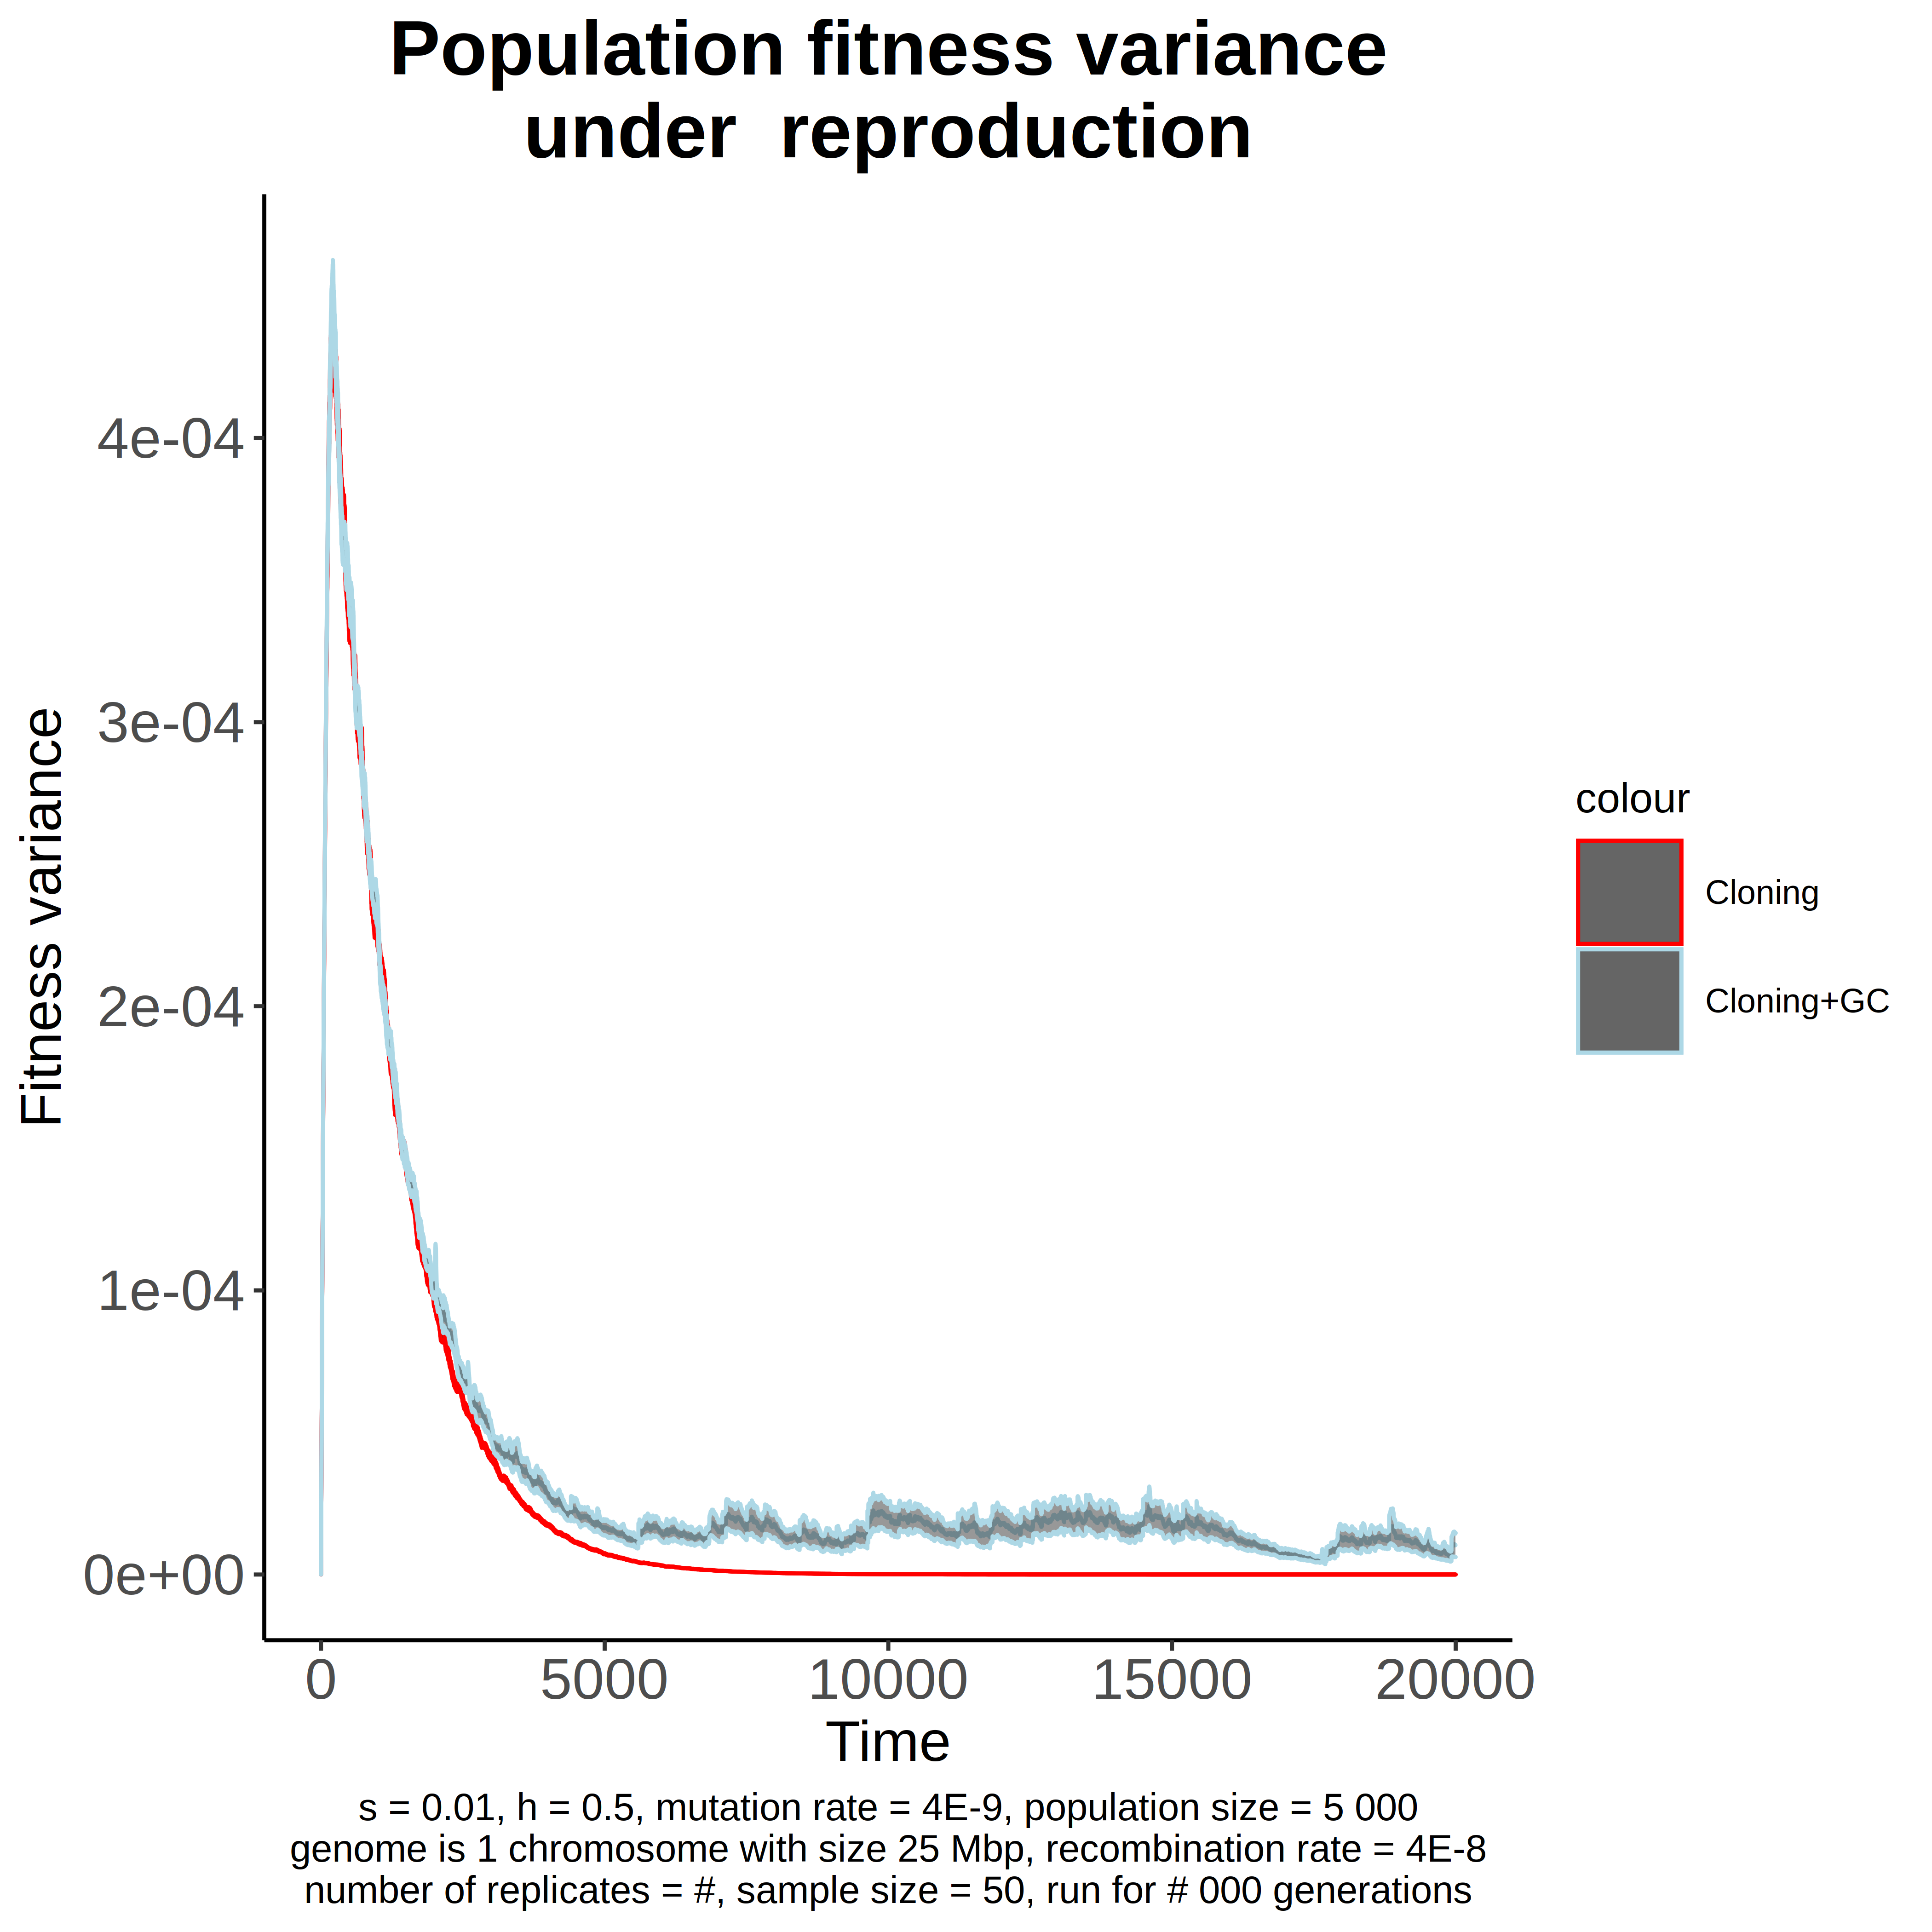 Population fitness variance
under  reproduction
Fitness variance
4e-04
3e-04
2e-04
1e-04
0e+00
0
5000
10000
15000
20000
Time
colour
Cloning
Cloning+GC
s = 0.01, h = 0.5, mutation rate = 4E-9, population size = 5 000
genome is 1 chromosome with size 25 Mbp, recombination rate = 4E-8
number of replicates = #, sample size = 50, run for # 000 generations